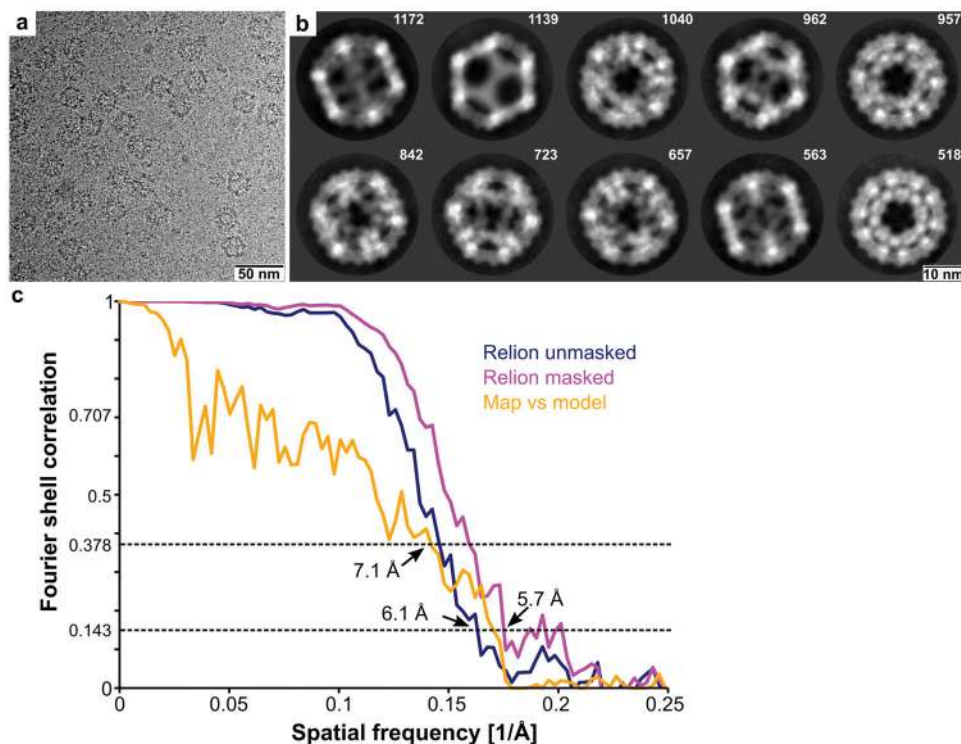 a
50 nm
b
1172 1139 1040 962 957
842 723 657 563 518
10 nm
c
Relion unmasked
Relion masked
Map vs model
Fourier shell correlation
1
0.707
0.5
0.378
0.143
0
7.1 Å
6.1 Å
5.7 Å
0 0.05 0.1 0.15 0.2 0.25
Spatial frequency [1/Å]